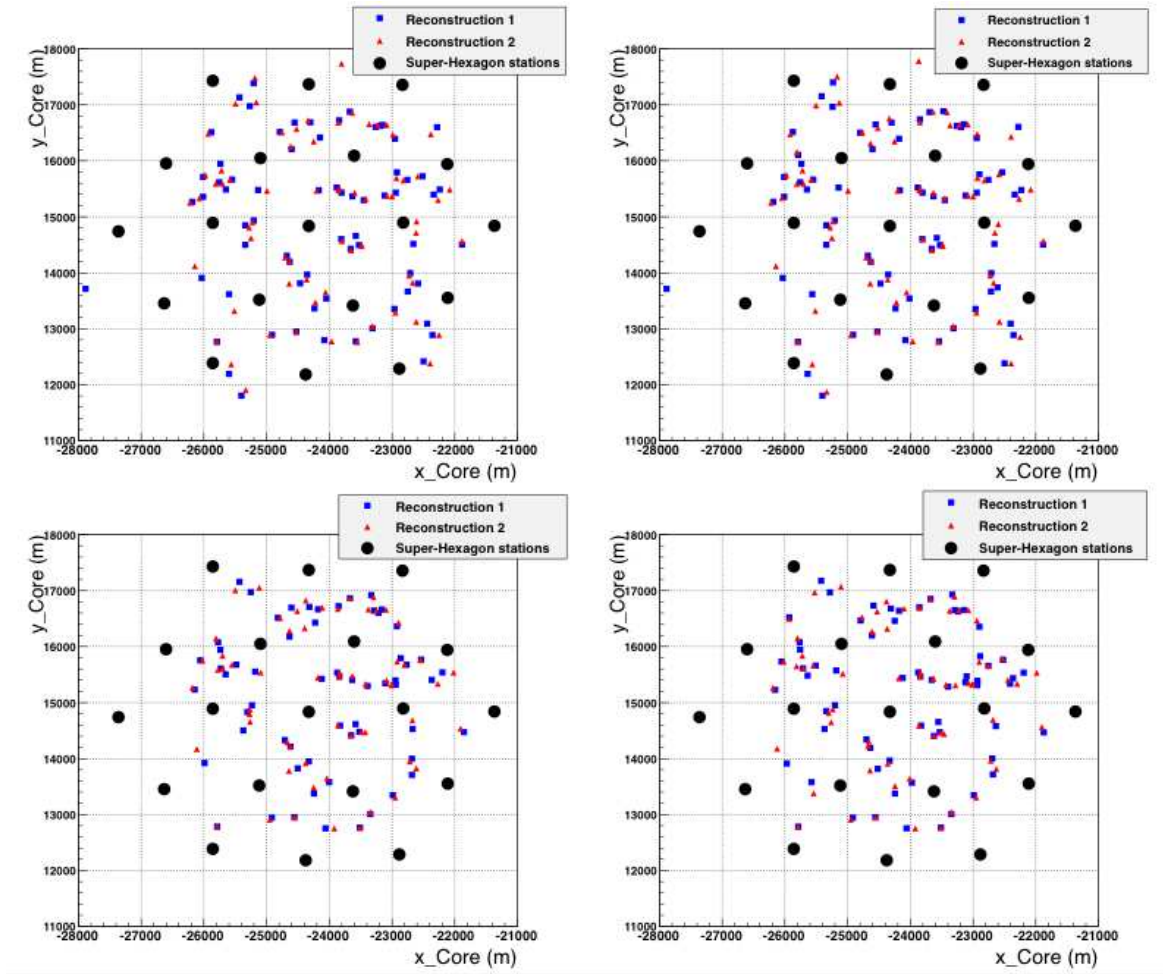 Reconstruction 1
Reconstruction 2
Super-Hexagon stations
y_Core (m)
18000
17000
16000
15000
14000
13000
12000
11000
-28000 -27000 -26000 -25000 -24000 -23000 -22000 -21000
x_Core (m)
Reconstruction 1
Reconstruction 2
Super-Hexagon stations
y_Core (m)
18000
17000
16000
15000
14000
13000
12000
11000
-28000 -27000 -26000 -25000 -24000 -23000 -22000 -21000
x_Core (m)
Reconstruction 1
Reconstruction 2
Super-Hexagon stations
y_Core (m)
18000
17000
16000
15000
14000
13000
12000
11000
-28000 -27000 -26000 -25000 -24000 -23000 -22000 -21000
x_Core (m)
Reconstruction 1
Reconstruction 2
Super-Hexagon stations
y_Core (m)
18000
17000
16000
15000
14000
13000
12000
11000
-28000 -27000 -26000 -25000 -24000 -23000 -22000 -21000
x_Core (m)